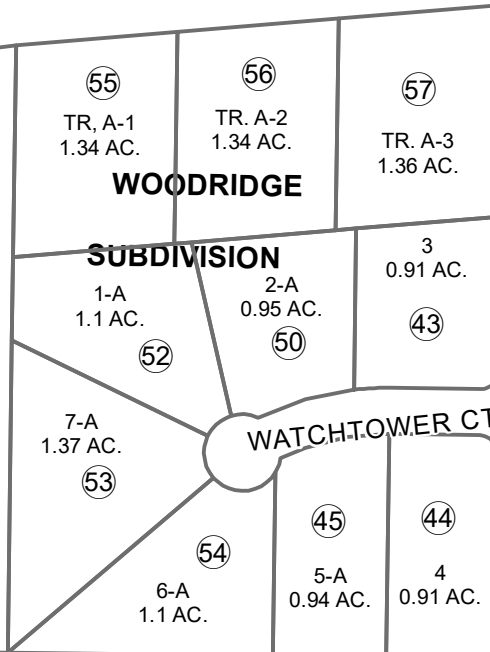 55
TR, A-1
1.34 AC.
56
TR. A-2
1.34 AC.
57
TR. A-3
1.36 AC.
WOODRIDGE
SUBDIVISION
1-A
1.1 AC.
52
2-A
0.95 AC.
50
3
0.91 AC.
43
7-A
1.37 AC.
53
WATCHTOWER CT
54
6-A
1.1 AC.
45
5-A
0.94 AC.
44
4
0.91 AC.